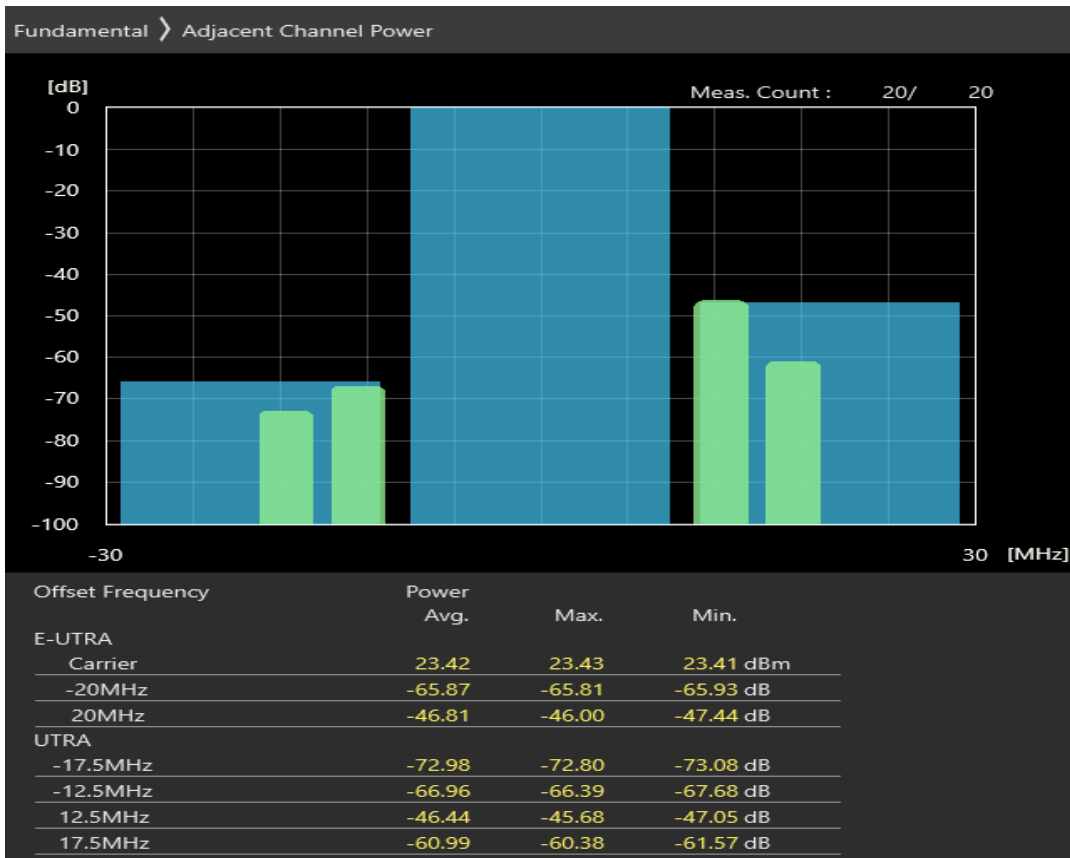 Fundamental 〉 Adjacent Channel Power
[dB]
Meas. Count : 20/ 20
0
-10
-20
-30
-40
-50
-60
-70
-80
-90
-100
-30 30 [MHz]
Offset Frequency Power
Avg. Max. Min.
E-UTRA
Carrier 23.42 23.43 23.41 dBm
-20MHz -65.87 -65.81 -65.93 dB
20MHz -46.81 -46.00 -47.44 dB
UTRA
-17.5MHz -72.98 -72.80 -73.08 dB
-12.5MHz -66.96 -66.39 -67.68 dB
12.5MHz -46.44 -45.68 -47.05 dB
17.5MHz -60.99 -60.38 -61.57 dB